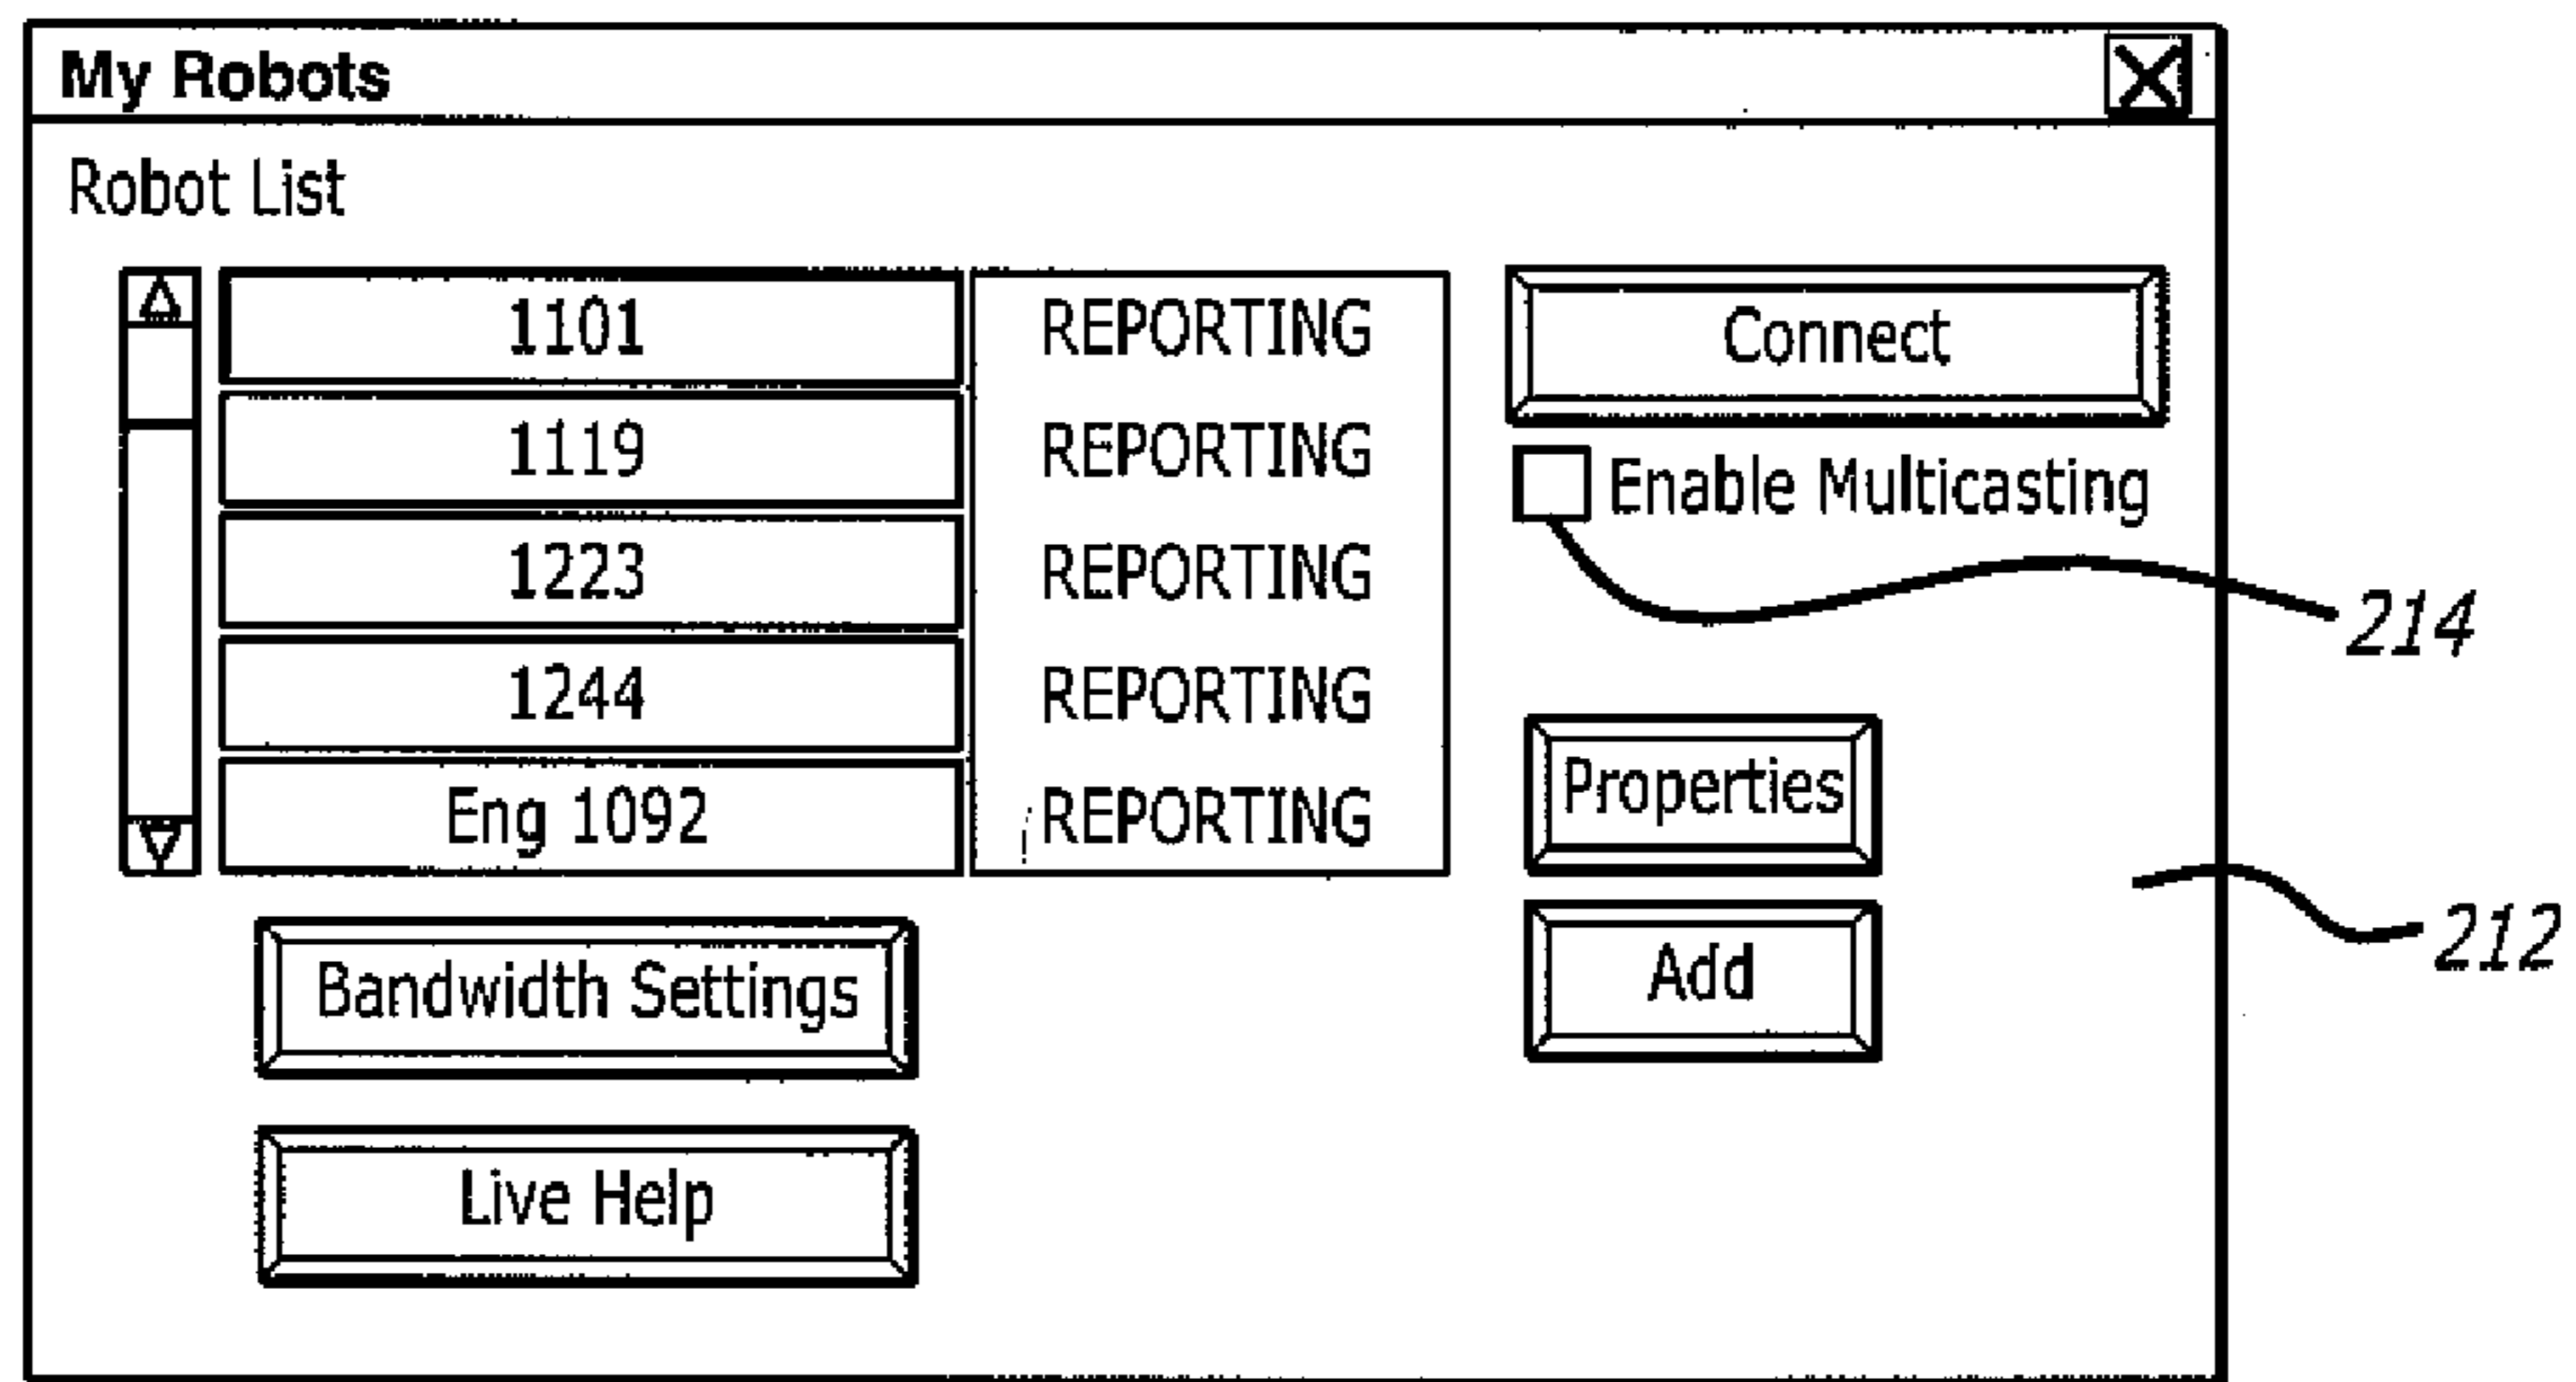 My Robots
Robot List
1101 REPORTING
Connect
1119 REPORTING
Enable Multicasting
1223 REPORTING
214
1244 REPORTING
Properties
Eng 1092 REPORTING
212
Bandwidth Settings
Add
Live Help